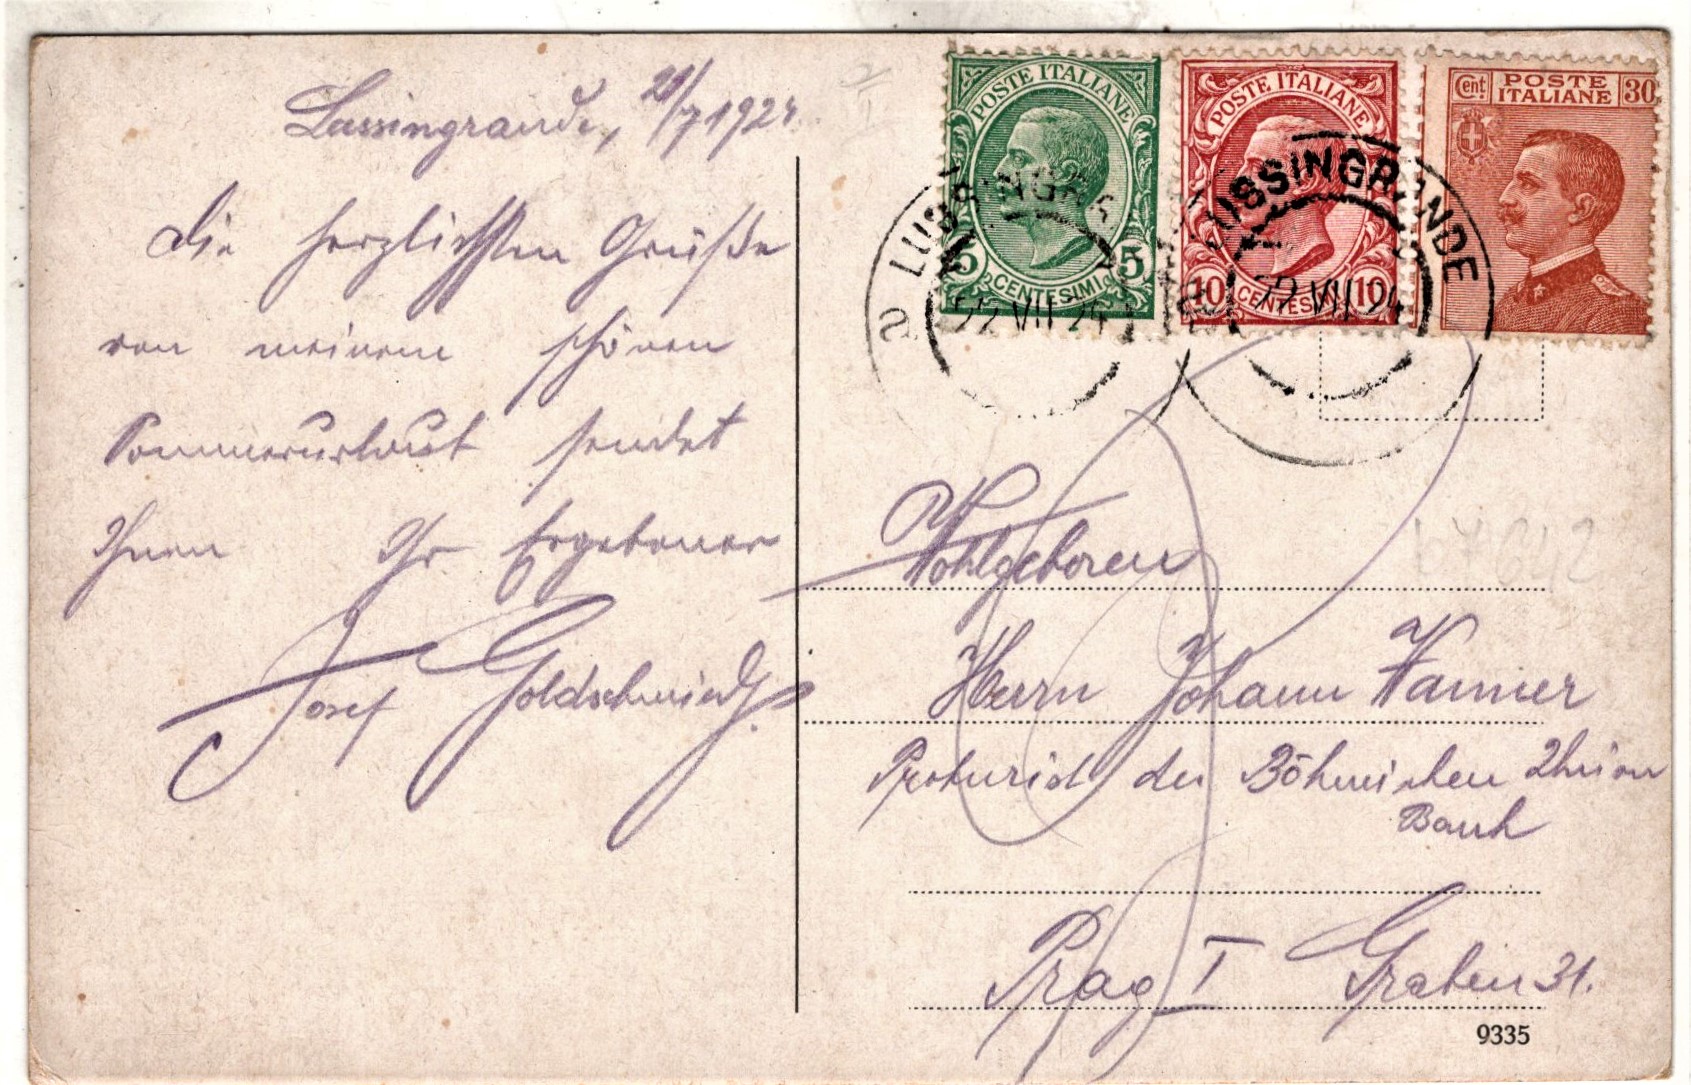 Lussingrande, 21/7 1924
Die herzlichsten Grüße
von meinem schönen
Sommerurlaub sendet
Ihnen Ihr Ergebener
Josef Goldschmied
POSTE ITALIANE
5 5
CENTESIMI
POSTE ITALIANE
10 10
CENTESIMI
Cent POSTE ITALIANE 30
LUSSINGRANDE
22 VII 24
LUSSINGRANDE
22 VII 24
Wohlgeboren
Herrn Johann Wanner
Prokurist der Böhmischen Union
Bank
Prag I Graben 31.
9335